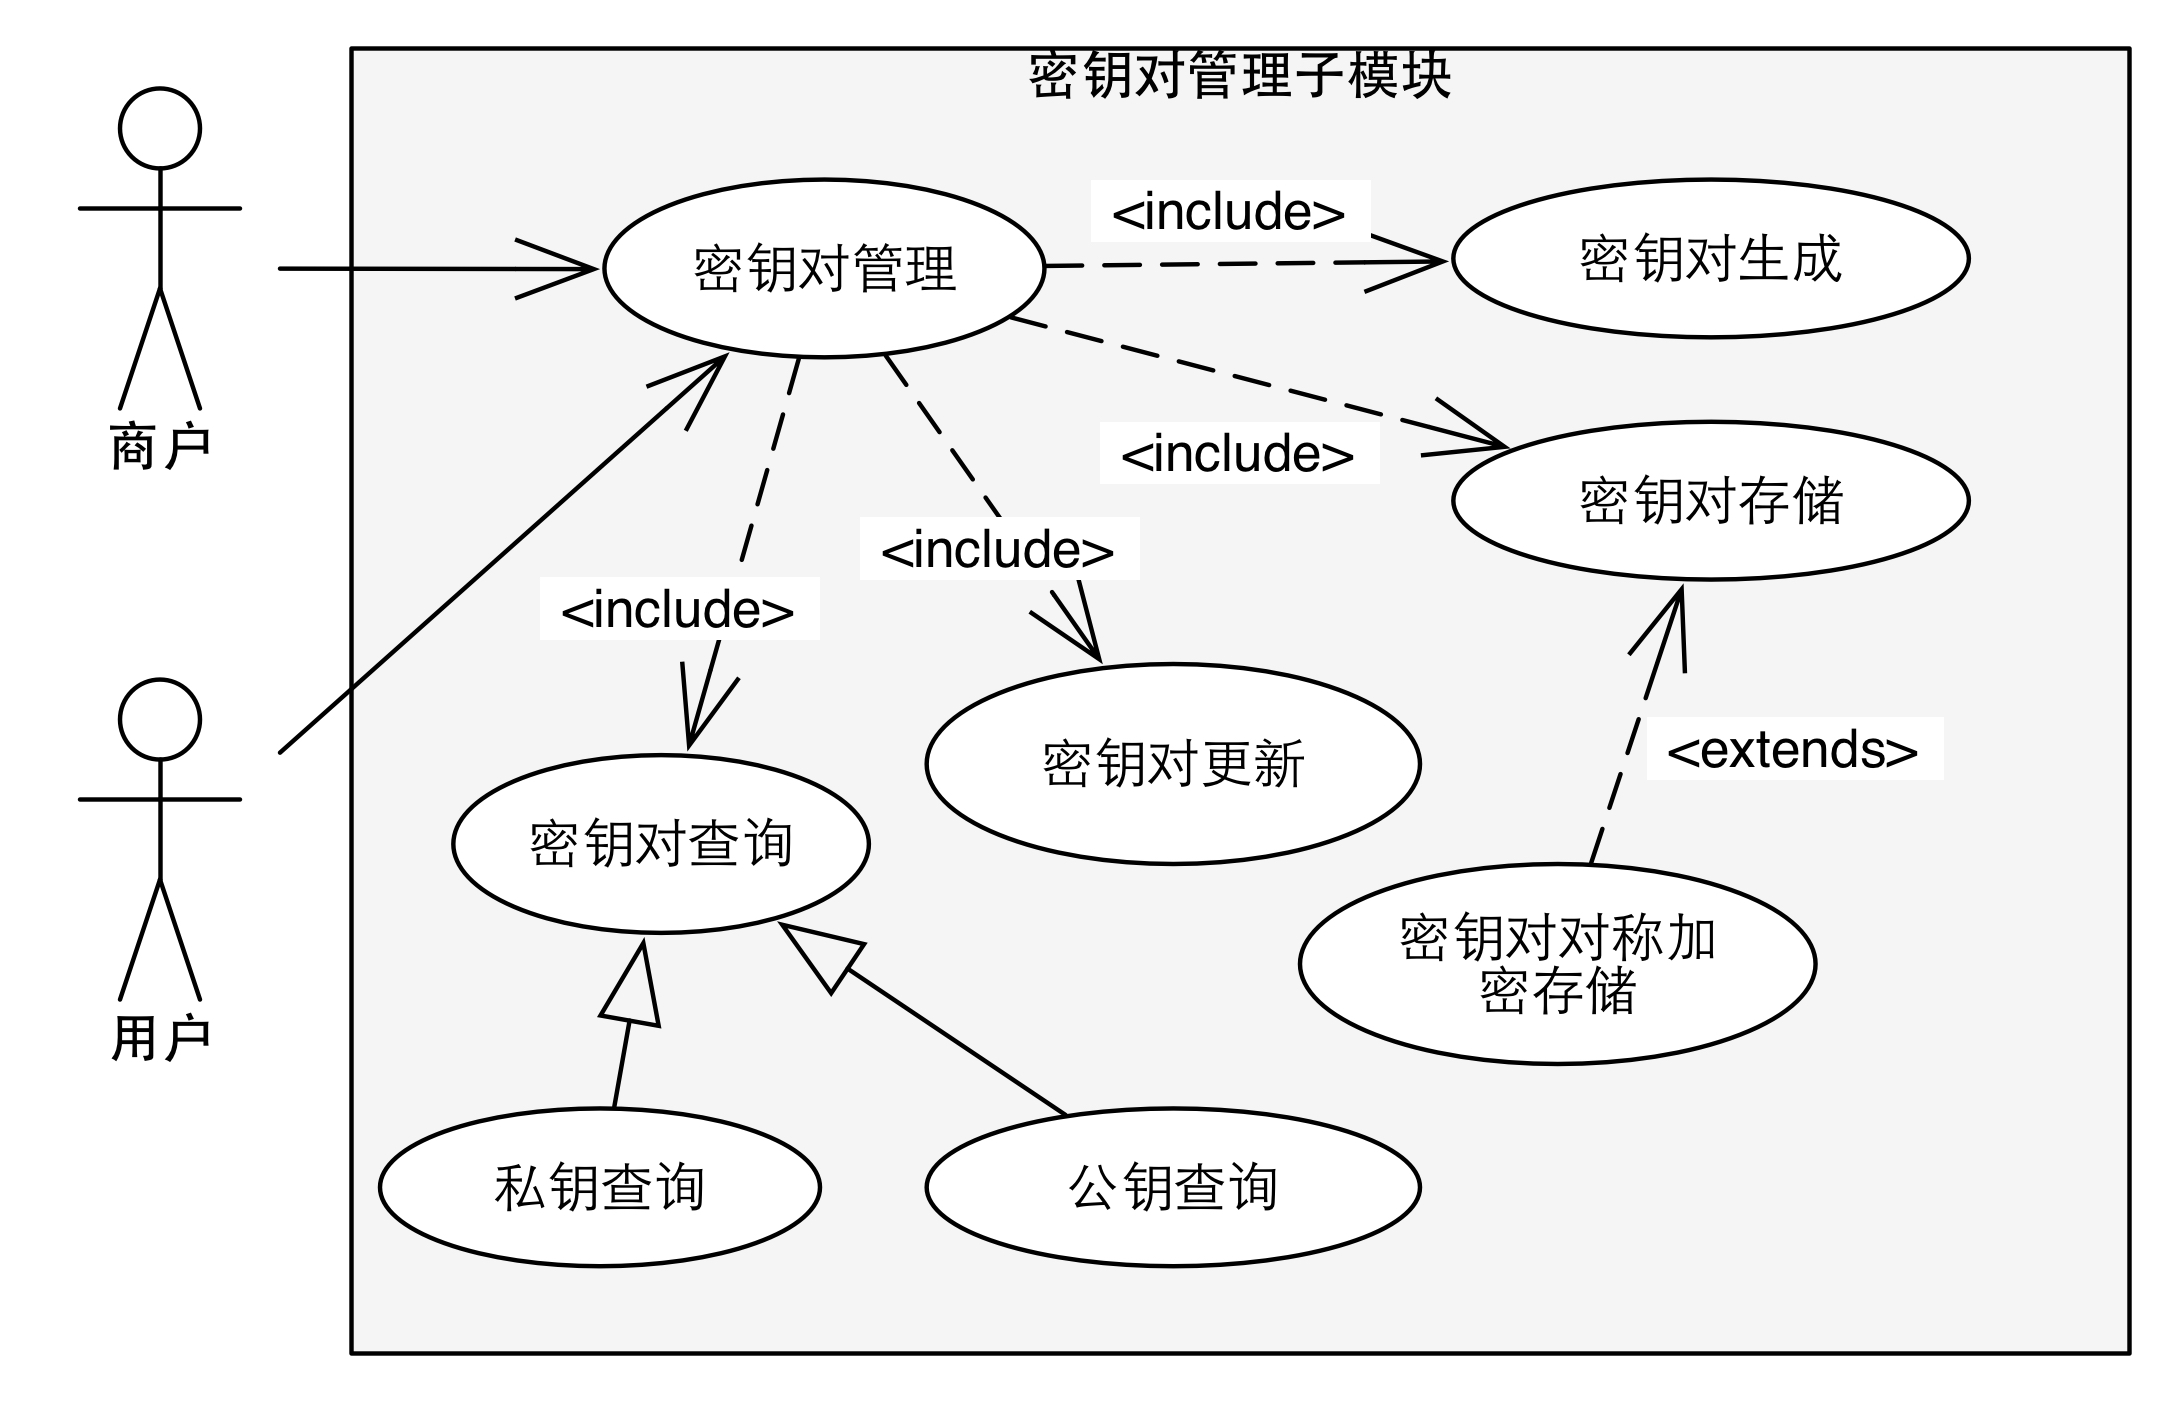 密钥对管理子模块
商户
密钥对管理
<include>
密钥对生成
<include>
密钥对存储
<include>
<include>
用户
密钥对更新
<extends>
密钥对查询
密钥对对称加
密存储
私钥查询
公钥查询